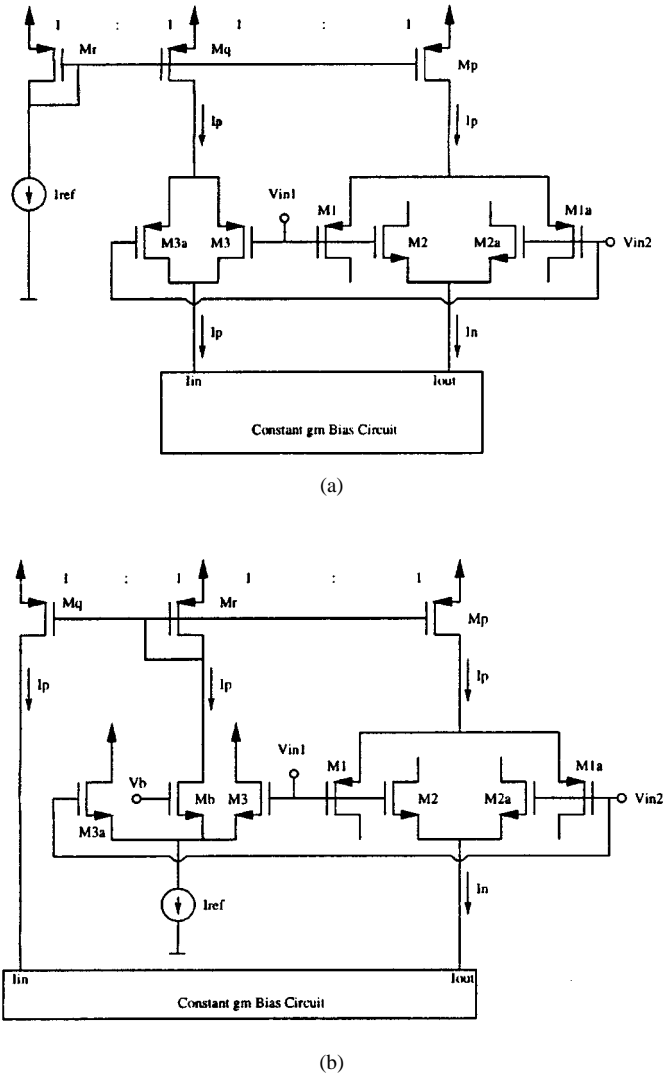 1 : 1 1 : 1
Mr Mq Mp
Ip Ip
Iref
Vin1 M1 M1a
M3a M3 M2 M2a Vin2
Ip In
Iin Iout
Constant gm Bias Circuit
(a)
1 : 1 1 : 1
Mq Mr Mp
Ip Ip Ip
Vin1 M1 M1a
Vb Mb M3 M2 M2a Vin2
M3a
Iref In
Iin Iout
Constant gm Bias Circuit
(b)